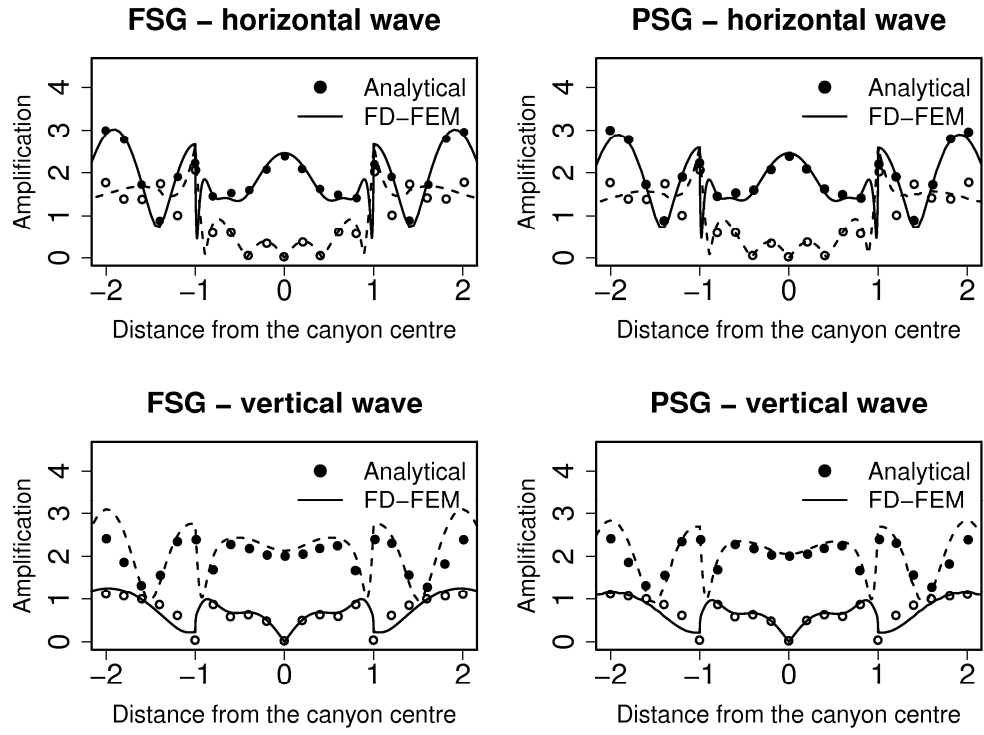 FSG – horizontal wave
Amplification
4
3
2
1
0
Analytical
FD–FEM
−2 −1 0 1 2
Distance from the canyon centre
PSG – horizontal wave
Amplification
4
3
2
1
0
Analytical
FD–FEM
−2 −1 0 1 2
Distance from the canyon centre
FSG – vertical wave
Amplification
4
3
2
1
0
Analytical
FD–FEM
−2 −1 0 1 2
Distance from the canyon centre
PSG – vertical wave
Amplification
4
3
2
1
0
Analytical
FD–FEM
−2 −1 0 1 2
Distance from the canyon centre